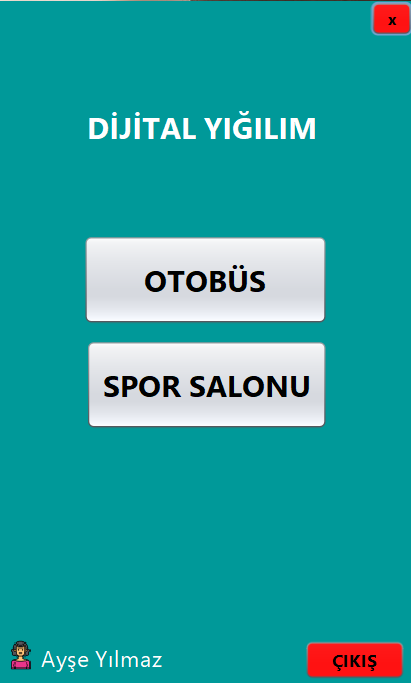 x
DİJİTAL YIĞILIM
OTOBÜS
SPOR SALONU
Ayşe Yılmaz
ÇIKIŞ